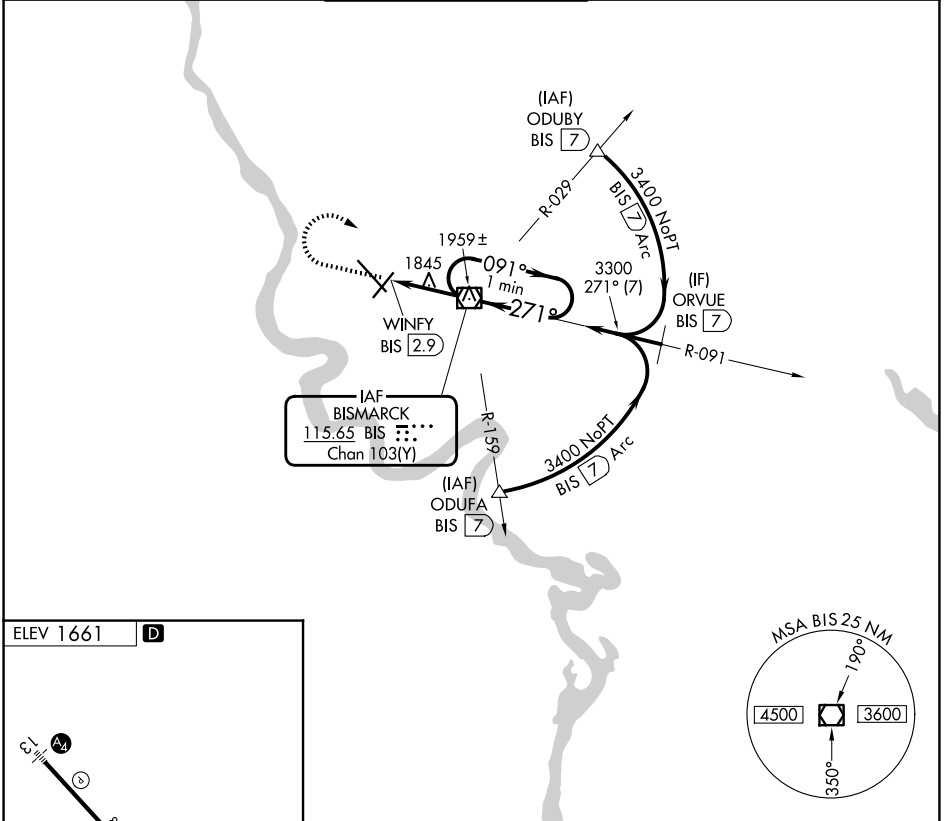 (IAF)
ODUBY
BIS 7
R-029
3400 NoPT
BIS 7 Arc
1959±
1845
091°
1 min
271°
3300
271° (7)
(IF)
ORVUE
BIS 7
R-091
WINFY
BIS 2.9
IAF
BISMARCK
115.65 BIS
Chan 103(Y)
R-159
3400 NoPT
BIS 7 Arc
(IAF)
ODUFA
BIS 7
ELEV 1661 D
13
A4
P
MSA BIS 25 NM
190°
4500
3600
350°